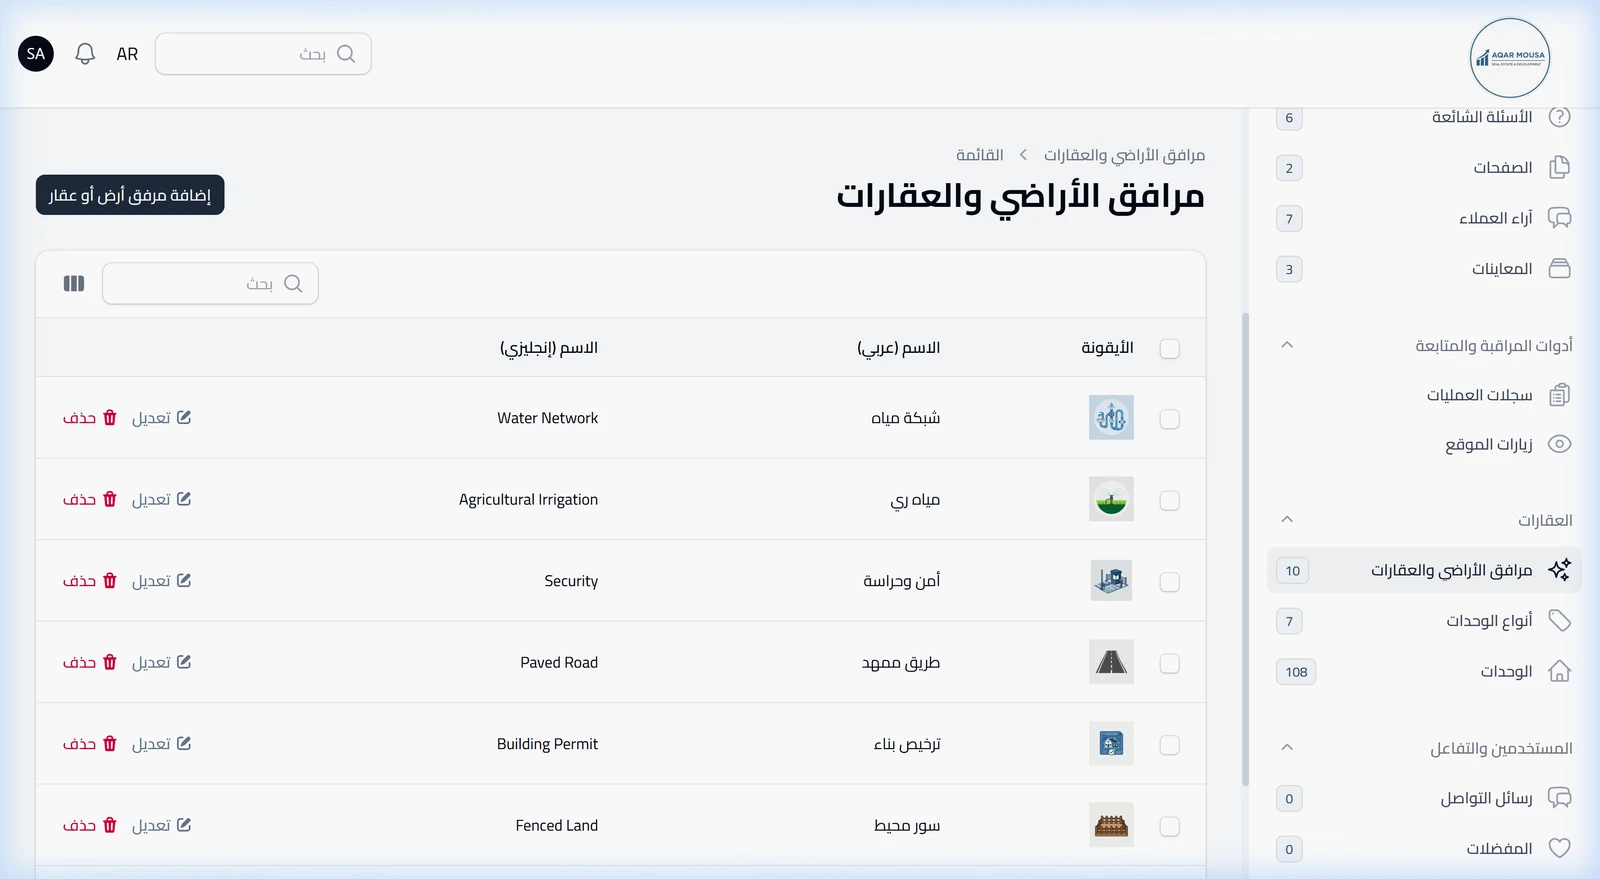 AQAR MOUSA
REAL ESTATE & DEVELOPMENT
بحث
AR
SA
الأسئلة الشائعة 6
الصفحات 2
آراء العملاء 7
المعاينات 3
أدوات المراقبة والمتابعة
سجلات العمليات
زيارات الموقع
العقارات
مرافق الأراضي والعقارات 10
أنواع الوحدات 7
الوحدات 108
المستخدمين والتفاعل
رسائل التواصل 0
المفضلات 0
مرافق الأراضي والعقارات القائمة
مرافق الأراضي والعقارات
إضافة مرفق أرض أو عقار
بحث
الأيقونة الاسم (عربي) الاسم (إنجليزي)
شبكة مياه Water Network تعديل حذف
مياه ري Agricultural Irrigation تعديل حذف
أمن وحراسة Security تعديل حذف
طريق ممهد Paved Road تعديل حذف
ترخيص بناء Building Permit تعديل حذف
سور محيط Fenced Land تعديل حذف